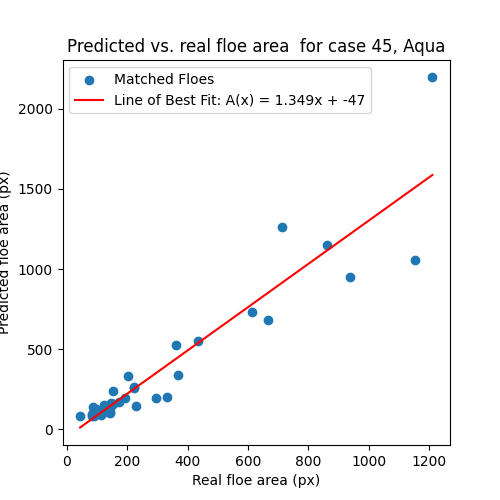 Predicted vs. real floe area  for case 45, Aqua
Matched Floes
Line of Best Fit: A(x) = 1.349x + -47
2000
1500
1000
500
0
Predicted floe area (px)
0 200 400 600 800 1000 1200
Real floe area (px)